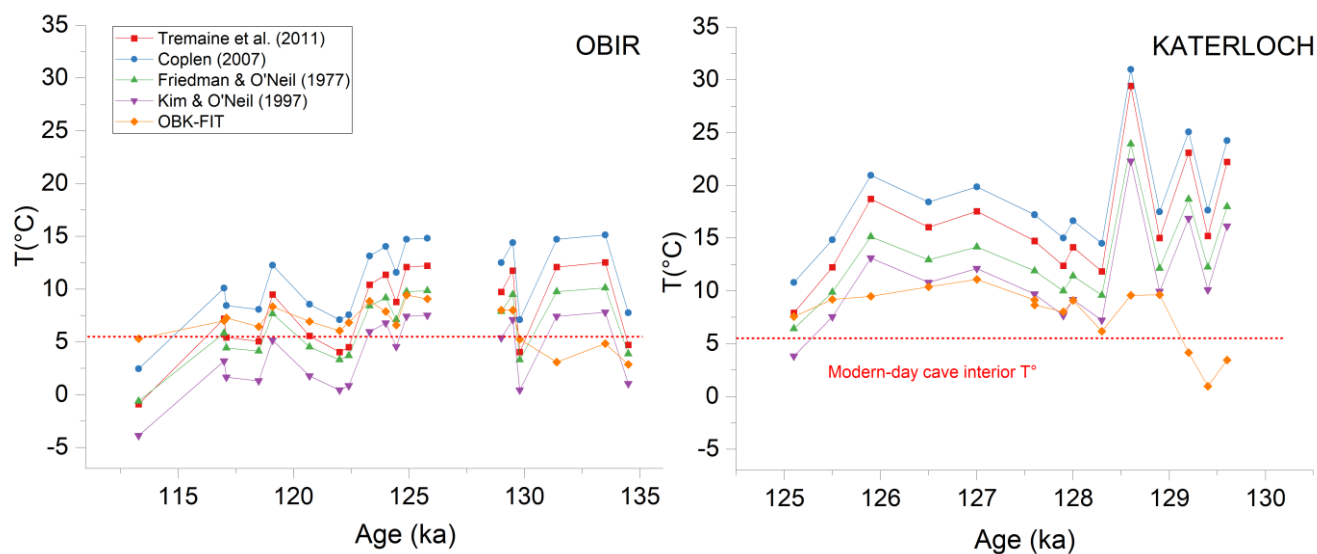 OBIR
Tremaine et al. (2011)
Coplen (2007)
Friedman & O'Neil (1977)
Kim & O'Neil (1997)
OBK-FIT
T(°C)
35
30
25
20
15
10
5
0
-5
115 120 125 130 135
Age (ka)
KATERLOCH
T(°C)
35
30
25
20
15
10
5
0
-5
Modern-day cave interior T°
125 126 127 128 129 130
Age (ka)